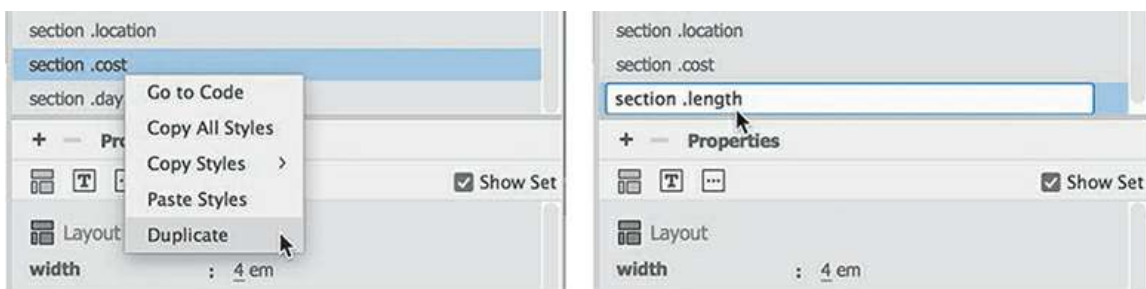 section .location
section .cost
section .day
Go to Code
Copy All Styles
Copy Styles >
Paste Styles
Duplicate
+ — Pro
T
Show Set
Layout
width : 4 em
section .location
section .cost
section .length
+ — Properties
T
Show Set
Layout
width : 4 em